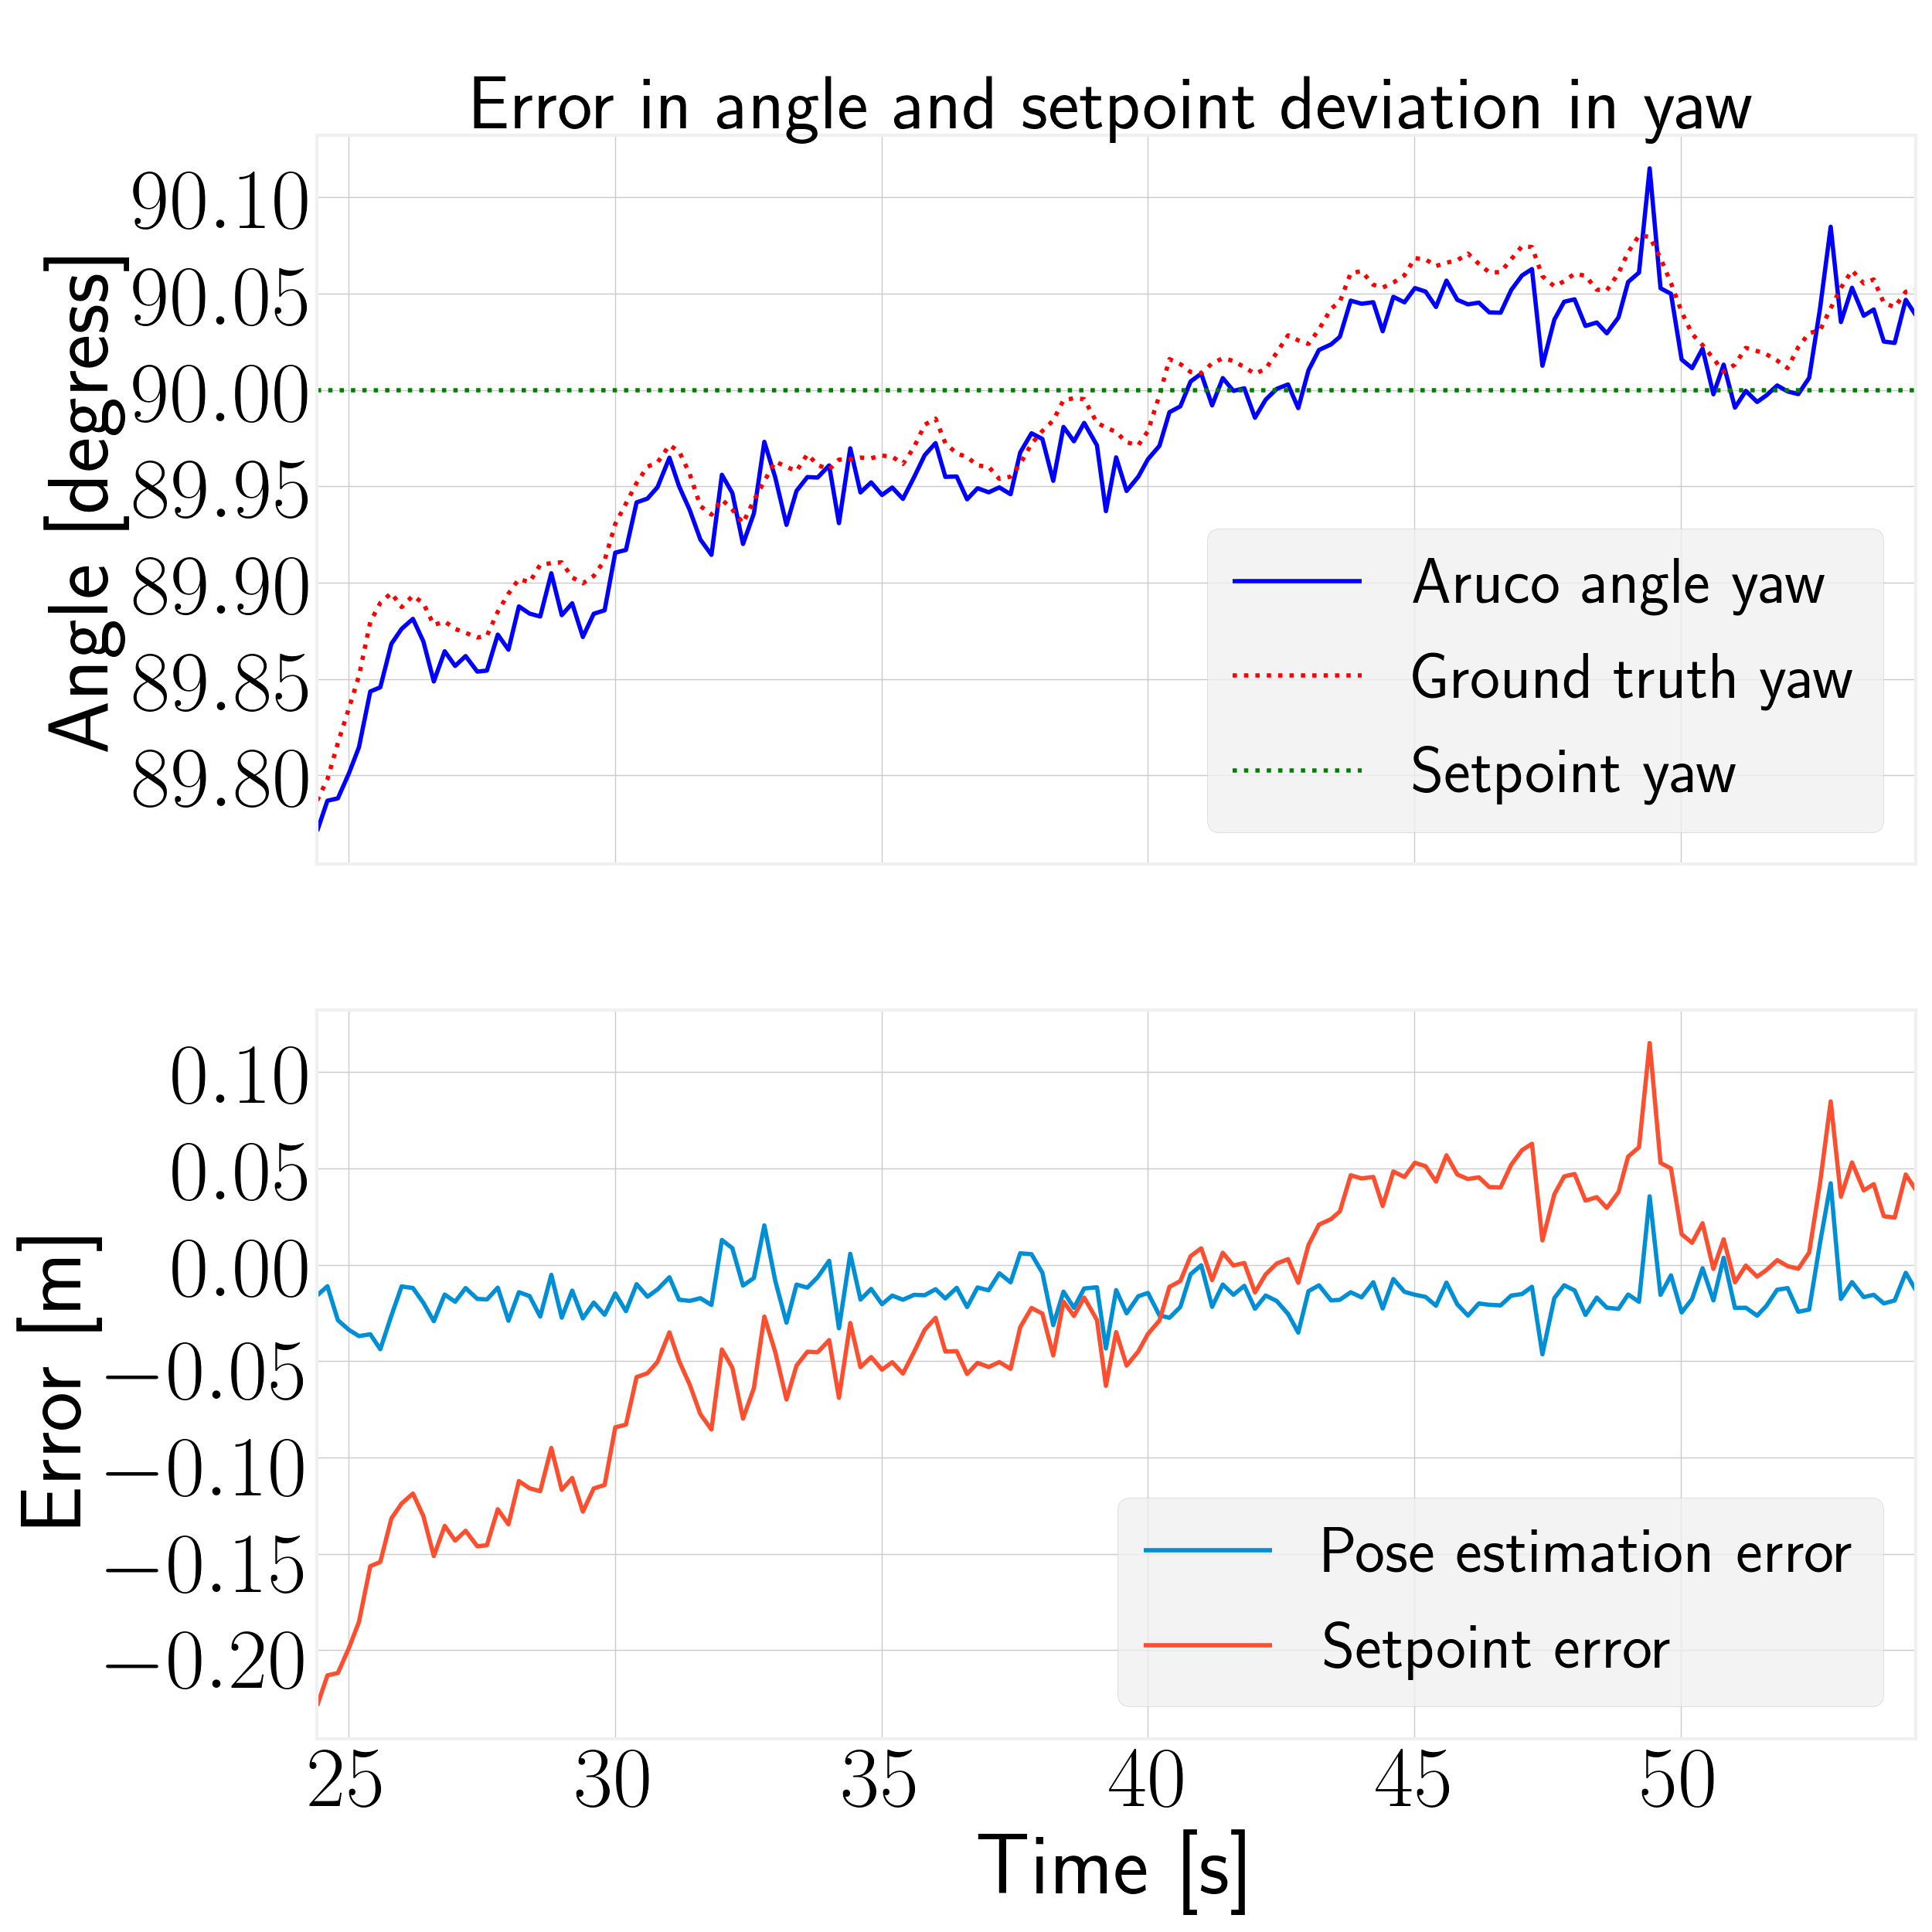 Error in angle and setpoint deviation in yaw
Angle [degress]
90.10
90.05
90.00
89.95
89.90
89.85
89.80
Aruco angle yaw
Ground truth yaw
Setpoint yaw
Error [m]
0.10
0.05
0.00
−0.05
−0.10
−0.15
−0.20
Pose estimation error
Setpoint error
25 30 35 40 45 50
Time [s]